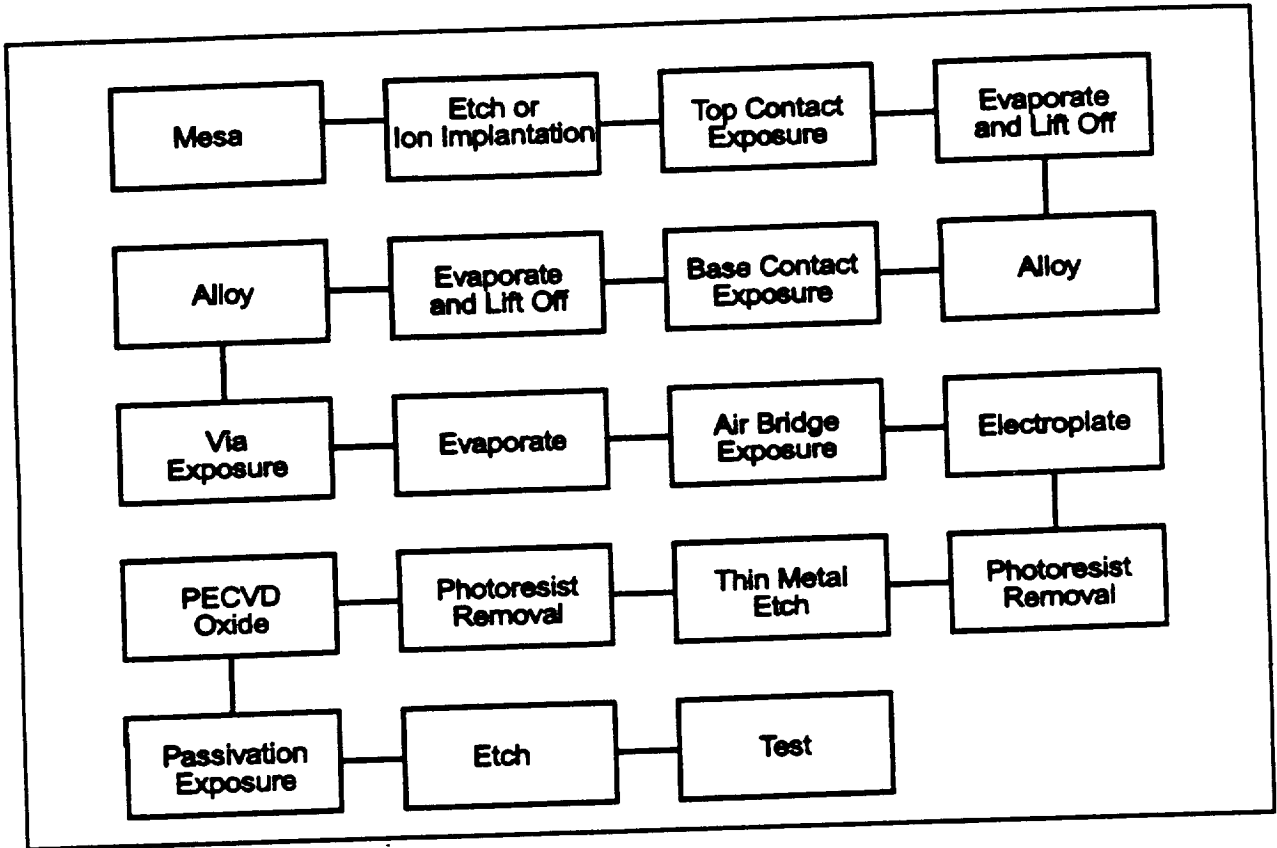 Mesa
Etch or
Ion Implantation
Top Contact
Exposure
Evaporate
and Lift Off
Alloy
Evaporate
and Lift Off
Base Contact
Exposure
Alloy
Via
Exposure
Evaporate
Air Bridge
Exposure
Electroplate
PECVD
Oxide
Photoresist
Removal
Thin Metal
Etch
Photoresist
Removal
Passivation
Exposure
Etch
Test